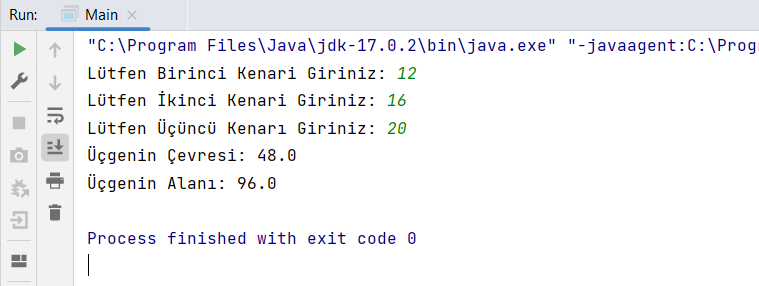 Run: Main
"C:\Program Files\Java\jdk-17.0.2\bin\java.exe" "-javaagent:C:\Prog
Lütfen Birinci Kenari Giriniz: 12
Lütfen İkinci Kenari Giriniz: 16
Lütfen Üçüncü Kenarı Giriniz: 20
Üçgenin Çevresi: 48.0
Üçgenin Alanı: 96.0
Process finished with exit code 0